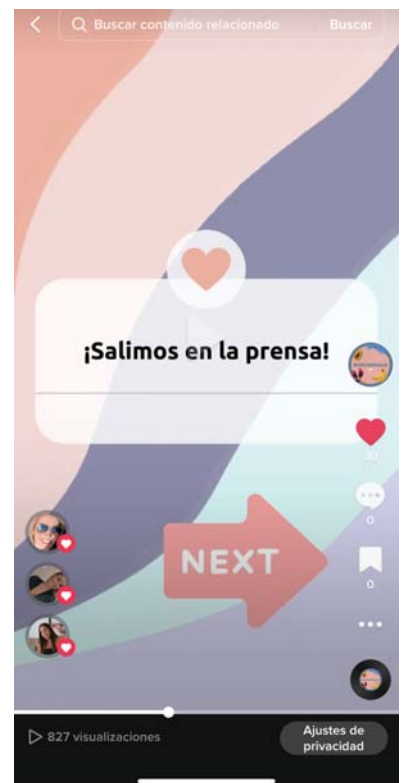 Buscar contenido relacionado
Buscar
¡Salimos en la prensa!
30
0
NEXT
0
827 visualizaciones
Ajustes de
privacidad